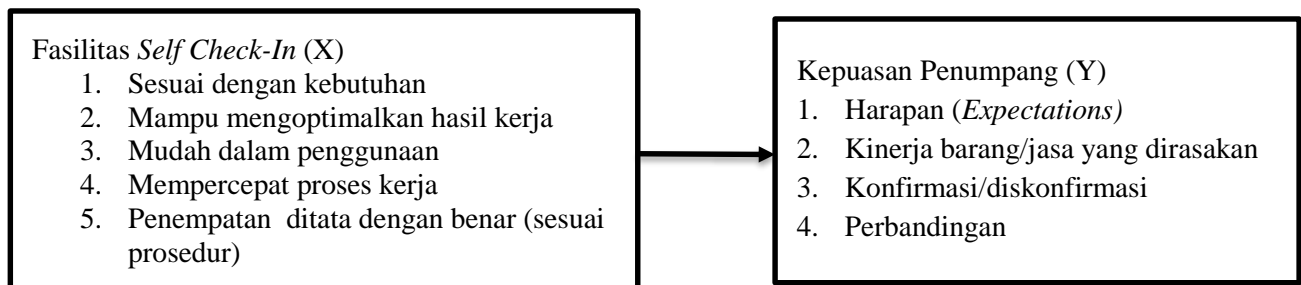 Fasilitas Self Check-In (X)
1. Sesuai dengan kebutuhan
2. Mampu mengoptimalkan hasil kerja
3. Mudah dalam penggunaan
4. Mempercepat proses kerja
5. Penempatan ditata dengan benar (sesuai
prosedur)
Kepuasan Penumpang (Y)
1. Harapan (Expectations)
2. Kinerja barang/jasa yang dirasakan
3. Konfirmasi/diskonfirmasi
4. Perbandingan